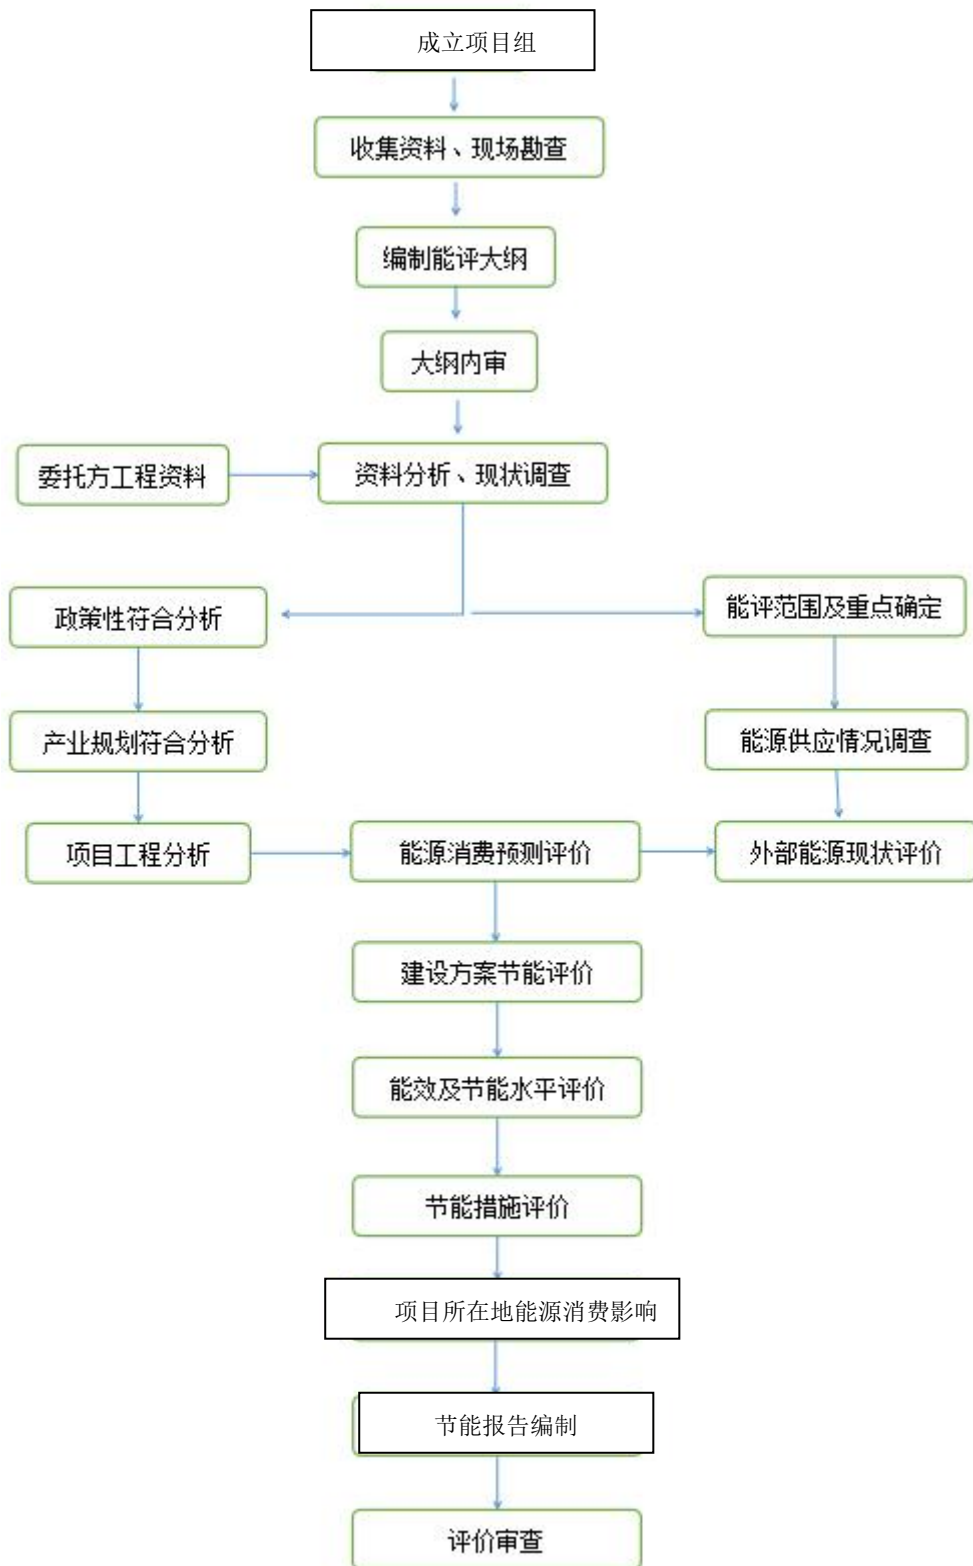 成立项目组
收集资料、现场勘查
编制能评大纲
大纲内审
委托方工程资料
资料分析、现状调查
政策性符合分析
能评范围及重点确定
产业规划符合分析
能源供应情况调查
项目工程分析
能源消费预测评价
外部能源现状评价
建设方案节能评价
能效及节能水平评价
节能措施评价
项目所在地能源消费影响
节能报告编制
评价审查